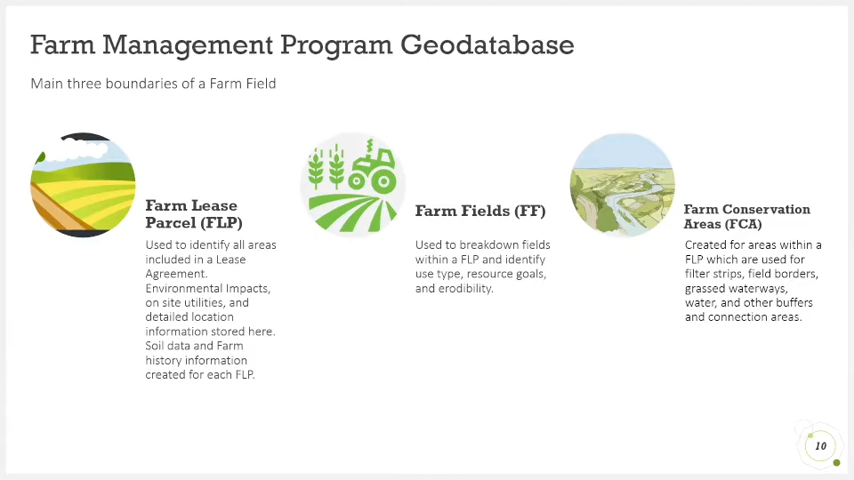 Farm Management Program Geodatabase
Main three boundaries of a Farm Field
Farm Lease
Parcel (FLP)
Used to identify all areas
included in a Lease
Agreement.
Environmental Impacts,
on site utilities, and
detailed location
information stored here.
Soil data and Farm
history information
created for each FLP.
Farm Fields (FF)
Used to breakdown fields
within a FLP and identify
use type, resource goals,
and erodibility.
Farm Conservation
Areas (FCA)
Created for areas within a
FLP which are used for
filter strips, field borders,
grassed waterways,
water, and other buffers
and connection areas.
10